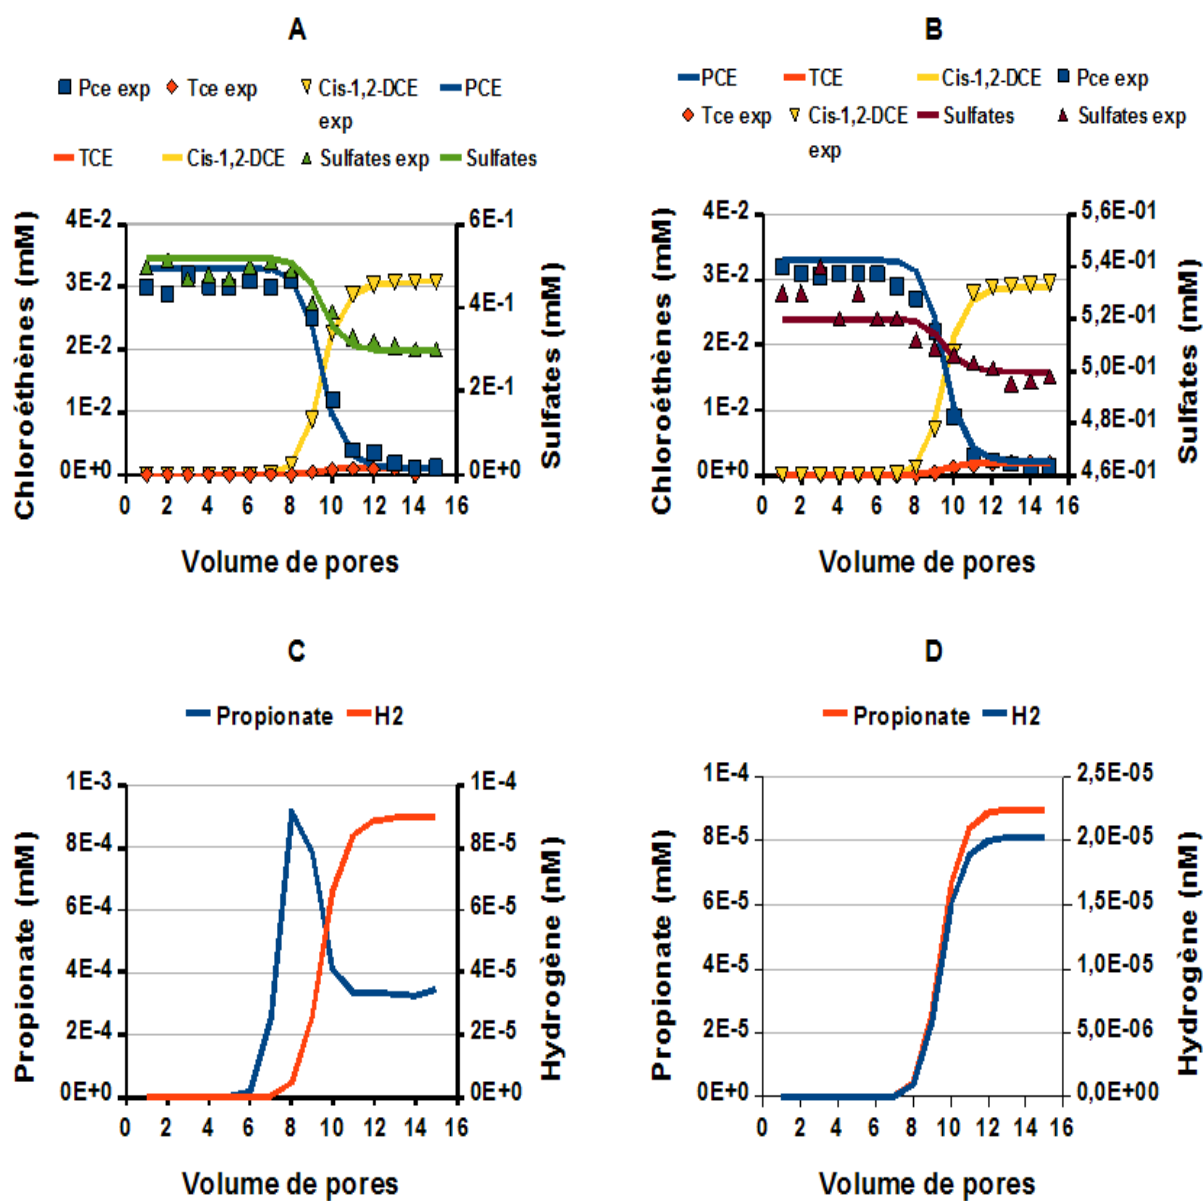 A
Pce exp Tce exp Cis-1,2-DCE exp PCE
TCE Cis-1,2-DCE Sulfates exp Sulfates
4E-2
3E-2
2E-2
1E-2
0E+0
Chloroéthènes (mM)
6E-1
4E-1
2E-1
0E+0
Sulfates (mM)
0 2 4 6 8 10 12 14 16
Volume de pores
B
PCE TCE Cis-1,2-DCE Pce exp
Tce exp Cis-1,2-DCE exp Sulfates Sulfates exp
4E-2
3E-2
2E-2
1E-2
0E+0
Chloroéthènes (mM)
5,6E-01
5,4E-01
5,2E-01
5,0E-01
4,8E-01
4,6E-01
Sulfates (mM)
0 2 4 6 8 10 12 14 16
Volume de pores
C
Propionate H2
1E-3
8E-4
6E-4
4E-4
2E-4
0E+0
Propionate (mM)
1E-4
8E-5
6E-5
4E-5
2E-5
0E+0
Hydrogène (nM)
0 2 4 6 8 10 12 14 16
Volume de pores
D
Propionate H2
1E-4
8E-5
6E-5
4E-5
2E-5
0E+0
Propionate (mM)
2,5E-05
2,0E-05
1,5E-05
1,0E-05
5,0E-06
0,0E+00
Hydrogène (nM)
0 2 4 6 8 10 12 14 16
Volume de pores